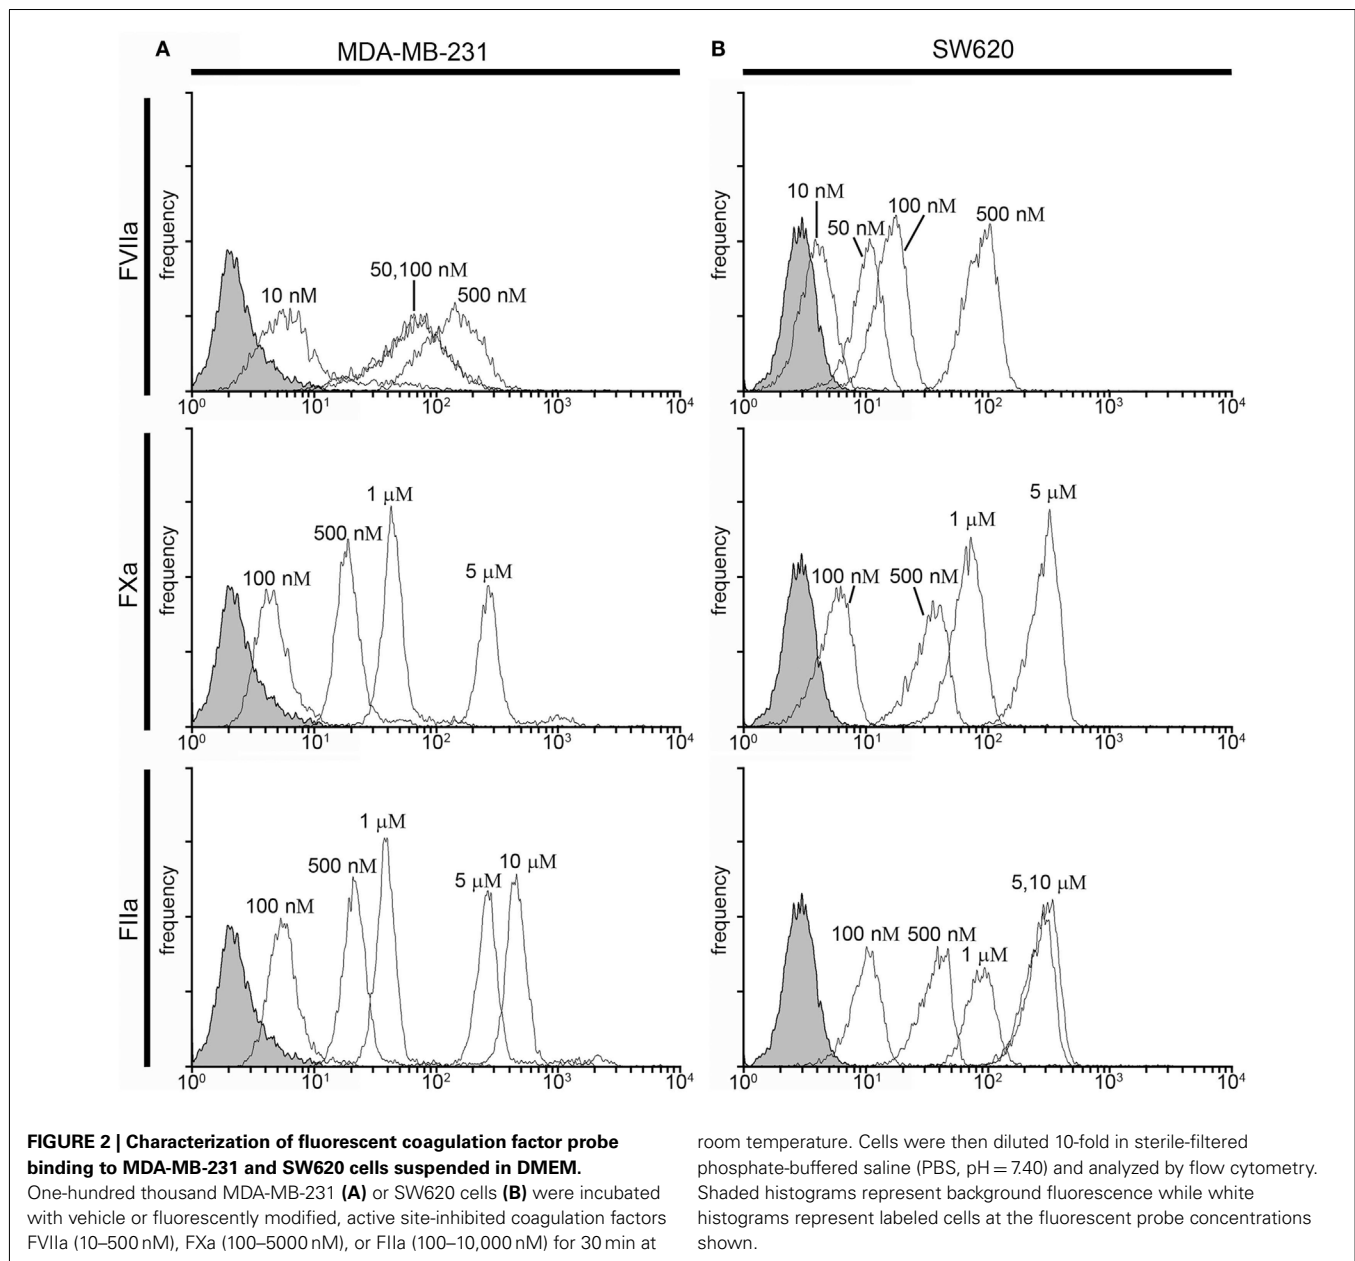 A
MDA-MB-231
B
SW620
FVIIa
frequency
10 nM
50,100 nM
500 nM
10⁰ 10¹ 10² 10³ 10⁴
frequency
10 nM
50 nM
100 nM
500 nM
10⁰ 10¹ 10² 10³ 10⁴
FXa
frequency
100 nM
500 nM
1 µM
5 µM
10⁰ 10¹ 10² 10³ 10⁴
frequency
100 nM
500 nM
1 µM
5 µM
10⁰ 10¹ 10² 10³ 10⁴
FIIa
frequency
100 nM
500 nM
1 µM
5 µM
10 µM
10⁰ 10¹ 10² 10³ 10⁴
frequency
100 nM
500 nM
1 µM
5,10 µM
10⁰ 10¹ 10² 10³ 10⁴
FIGURE 2 | Characterization of fluorescent coagulation factor probe
binding to MDA-MB-231 and SW620 cells suspended in DMEM.
One-hundred thousand MDA-MB-231 (A) or SW620 cells (B) were incubated
with vehicle or fluorescently modified, active site-inhibited coagulation factors
FVIIa (10–500 nM), FXa (100–5000 nM), or FIIa (100–10,000 nM) for 30 min at
room temperature. Cells were then diluted 10-fold in sterile-filtered
phosphate-buffered saline (PBS, pH = 7.40) and analyzed by flow cytometry.
Shaded histograms represent background fluorescence while white
histograms represent labeled cells at the fluorescent probe concentrations
shown.